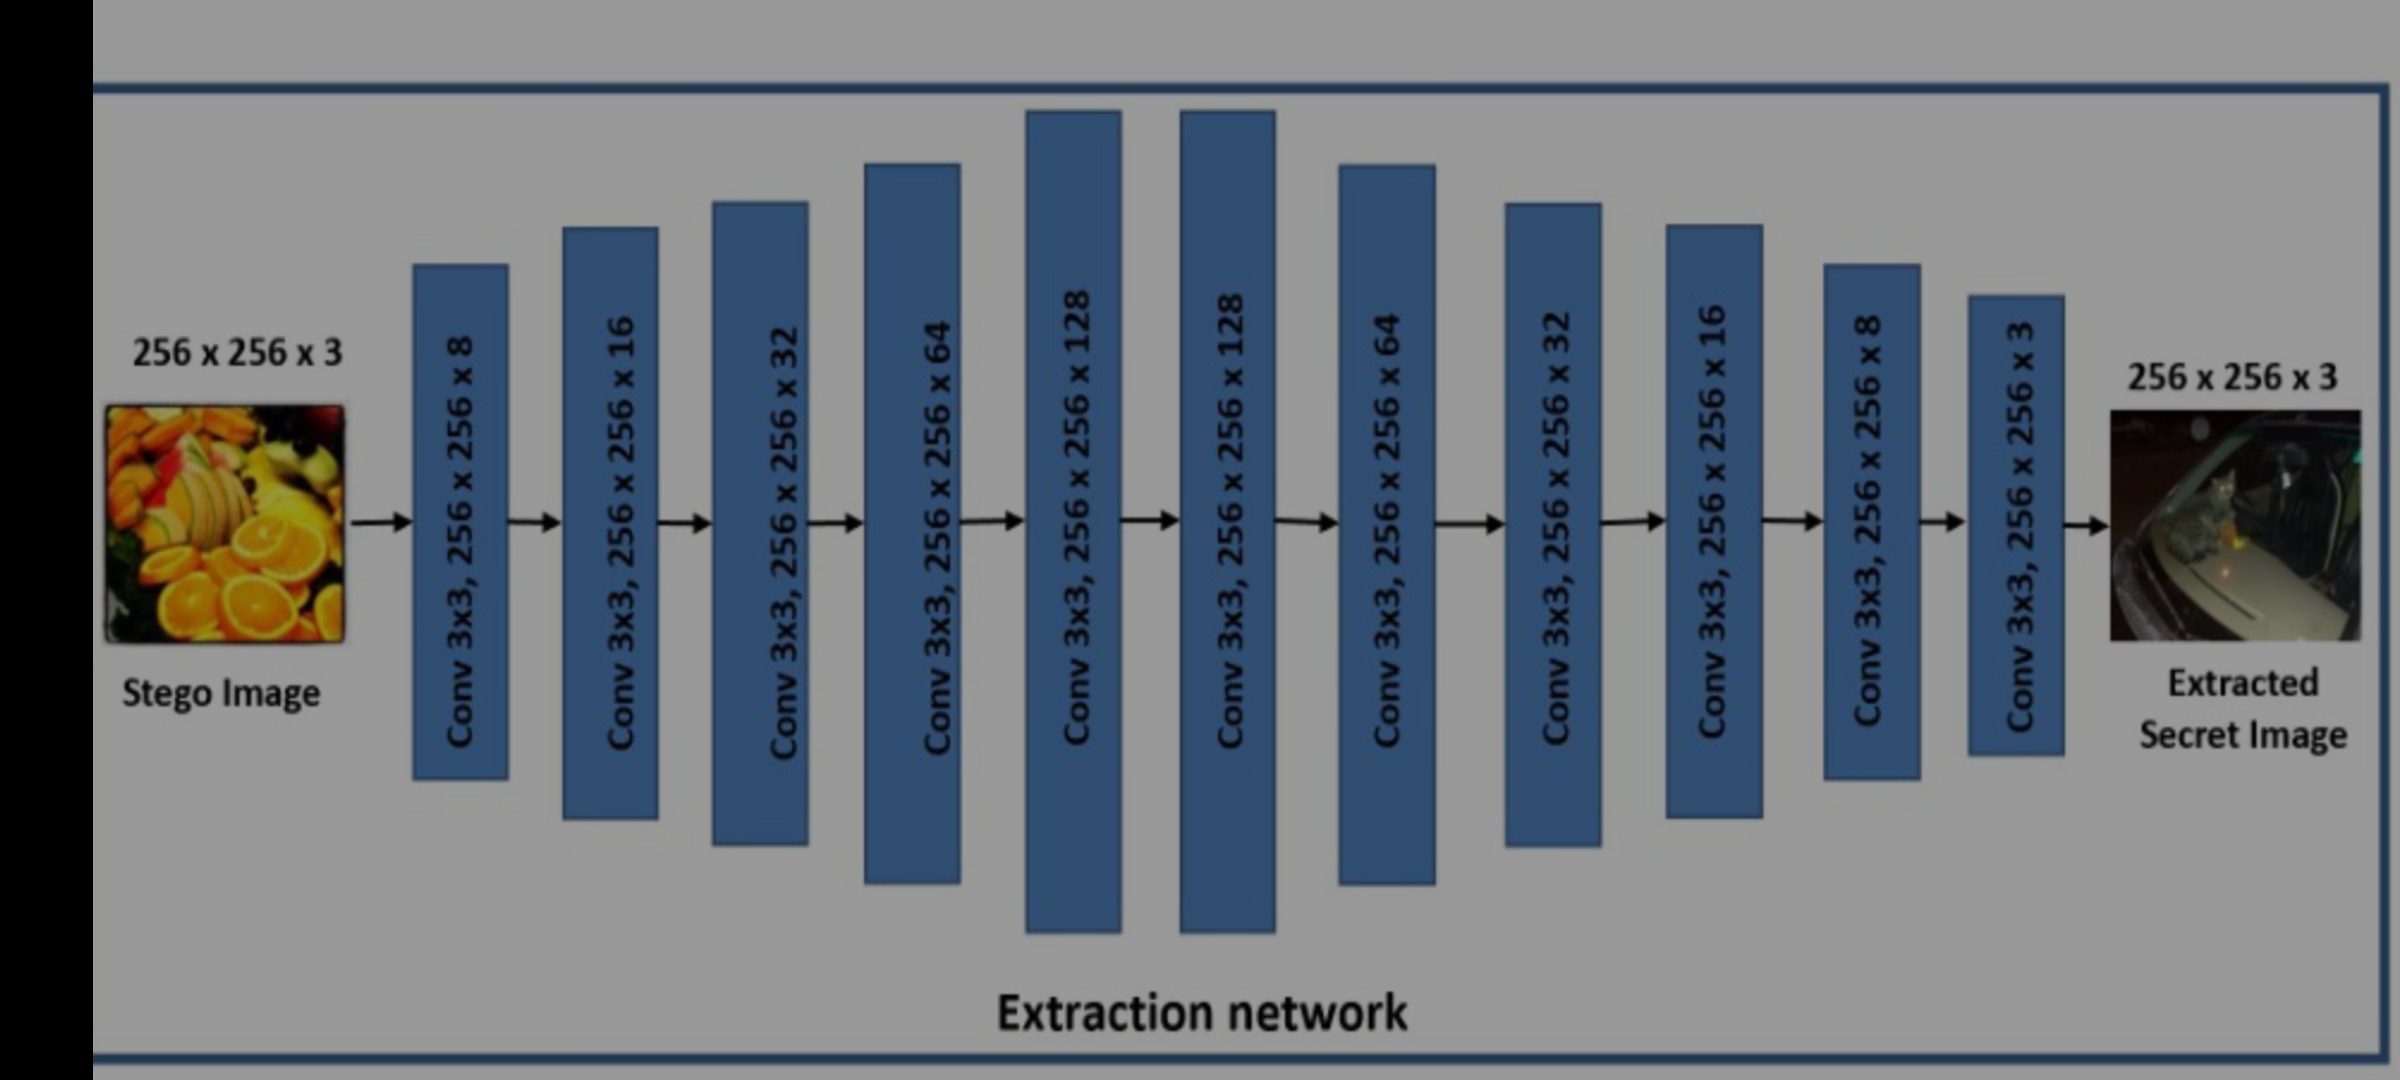 256 x 256 x 3
Stego Image
Conv 3x3, 256 x 256 x 8
Conv 3x3, 256 x 256 x 16
Conv 3x3, 256 x 256 x 32
Conv 3x3, 256 x 256 x 64
Conv 3x3, 256 x 256 x 128
Conv 3x3, 256 x 256 x 128
Conv 3x3, 256 x 256 x 64
Conv 3x3, 256 x 256 x 32
Conv 3x3, 256 x 256 x 16
Conv 3x3, 256 x 256 x 8
Conv 3x3, 256 x 256 x 3
256 x 256 x 3
Extracted
Secret Image
Extraction network